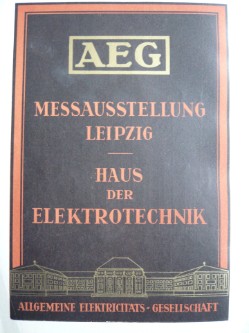 AEG
MESSAUSSTELLUNG
LEIPZIG
HAUS
DER
ELEKTROTECHNIK
ALLGEMEINE ELEKTRICITÄTS-GESELLSCHAFT